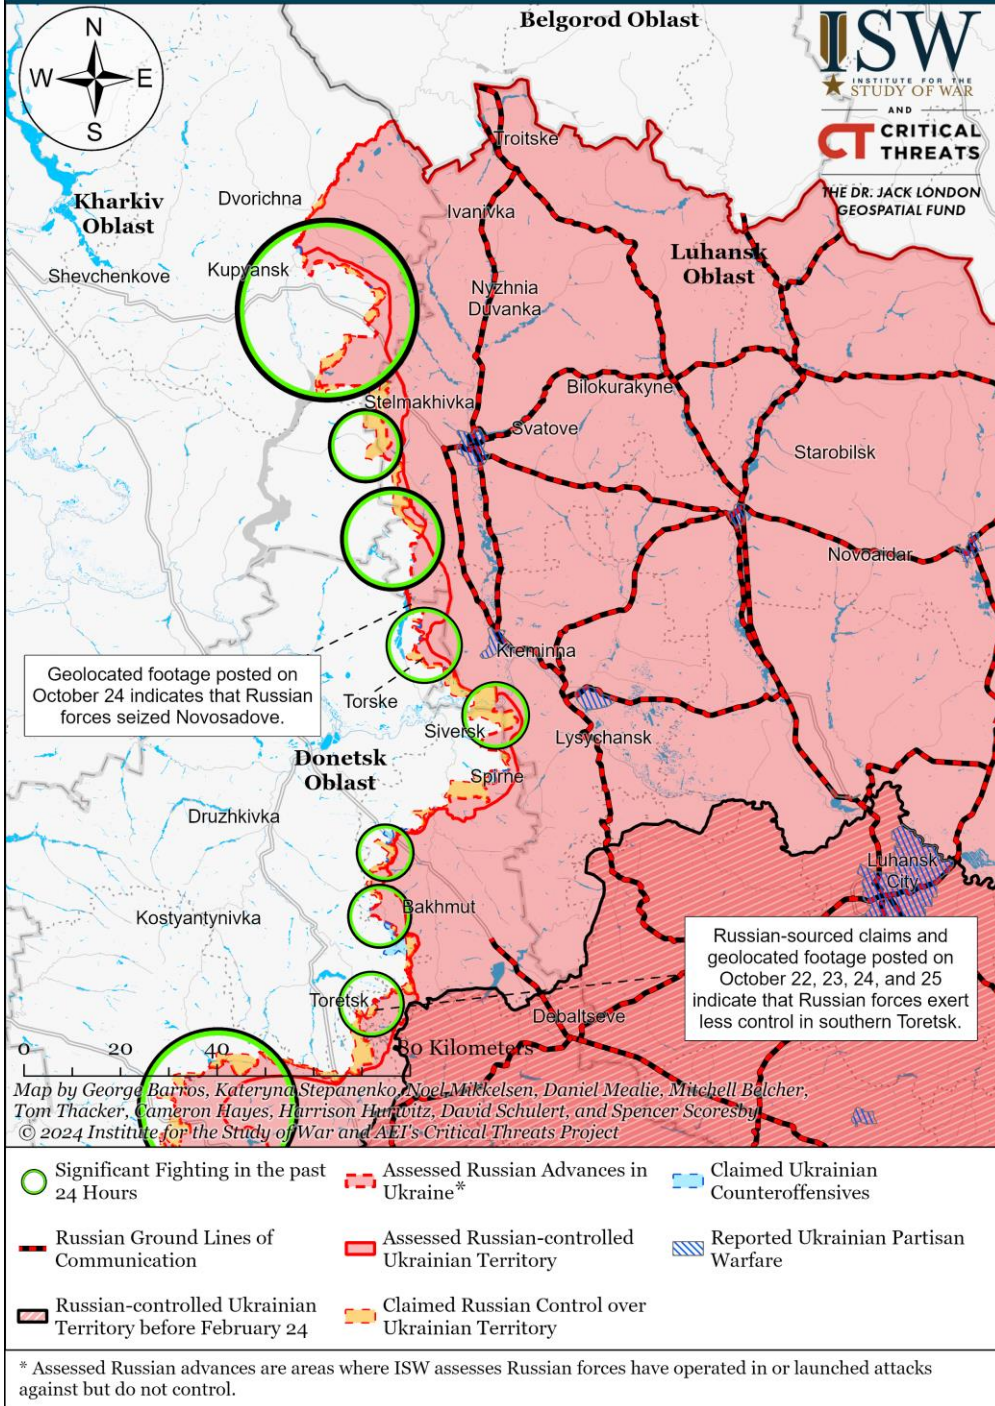 Belgorod Oblast
N
W E
S
ISW
INSTITUTE FOR THE
STUDY OF WAR
AND
CT CRITICAL
THREATS
THE DR. JACK LONDON
GEOSPATIAL FUND
Troitske
Dvorichna
Kharkiv
Oblast
Ivanivka
Shevchenkove
Kupyansk
Luhansk
Oblast
Nyzhnia
Duvanka
Bilokurakyne
Stelmakhivka
Svatove
Starobilsk
Novoaidar
Geolocated footage posted on
October 24 indicates that Russian
forces seized Novosadove.
Kreminna
Torske
Siversk
Lysychansk
Donetsk
Oblast
Spirne
Druzhkivka
Luhansk
City
Kostyantynivka
Bakhmut
Russian-sourced claims and
geolocated footage posted on
October 22, 23, 24, and 25
indicate that Russian forces exert
less control in southern Toretsk.
Toretsk
Debaltseve
0 20 40 80 Kilometers
Map by George Barros, Kateryna Stepanenko, Noel Mikkelsen, Daniel Mealie, Mitchell Belcher,
Tom Thacker, Cameron Hayes, Harrison Hurwitz, David Schulert, and Spencer Scoresby
© 2024 Institute for the Study of War and AEI's Critical Threats Project
Significant Fighting in the past
24 Hours
Assessed Russian Advances in
Ukraine*
Claimed Ukrainian
Counteroffensives
Russian Ground Lines of
Communication
Assessed Russian-controlled
Ukrainian Territory
Reported Ukrainian Partisan
Warfare
Russian-controlled Ukrainian
Territory before February 24
Claimed Russian Control over
Ukrainian Territory
* Assessed Russian advances are areas where ISW assesses Russian forces have operated in or launched attacks
against but do not control.